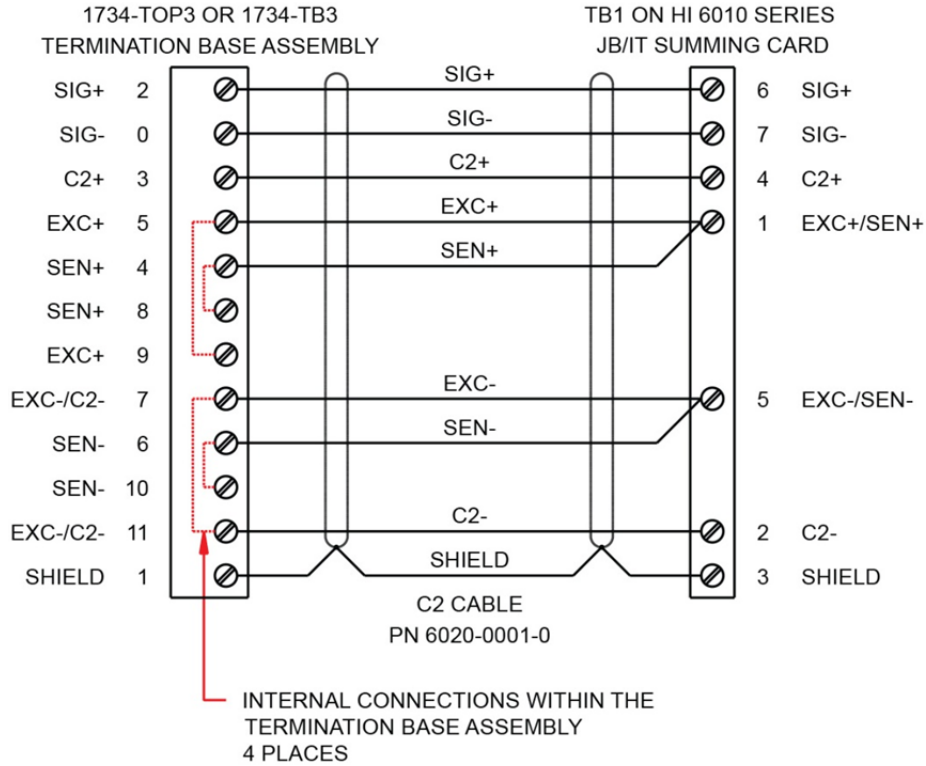 1734-TOP3 OR 1734-TB3
TERMINATION BASE ASSEMBLY
TB1 ON HI 6010 SERIES
JB/IT SUMMING CARD
SIG+ 2 SIG+ 6 SIG+
SIG- 0 SIG- 7 SIG-
C2+ 3 C2+ 4 C2+
EXC+ 5 EXC+ 1 EXC+/SEN+
SEN+ 4 SEN+
SEN+ 8
EXC+ 9
EXC-/C2- 7 EXC- 5 EXC-/SEN-
SEN- 6 SEN-
SEN- 10
EXC-/C2- 11 C2- 2 C2-
SHIELD 1 SHIELD 3 SHIELD
C2 CABLE
PN 6020-0001-0
INTERNAL CONNECTIONS WITHIN THE
TERMINATION BASE ASSEMBLY
4 PLACES